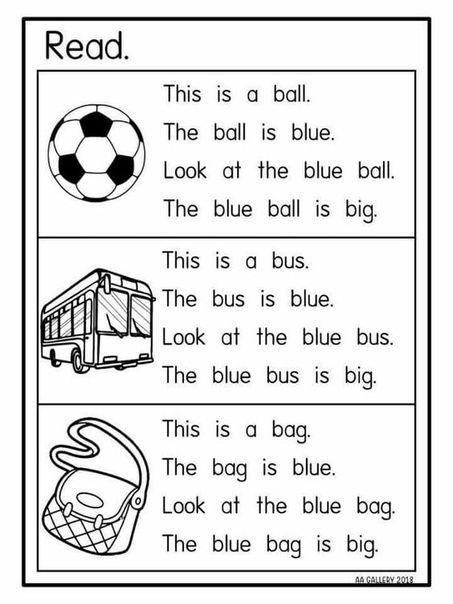 Read.
This is a ball.
The ball is blue.
Look at the blue ball.
The blue ball is big.
This is a bus.
The bus is blue.
Look at the blue bus.
The blue bus is big.
This is a bag.
The bag is blue.
Look at the blue bag.
The blue bag is big.
AA GALLERY 2018